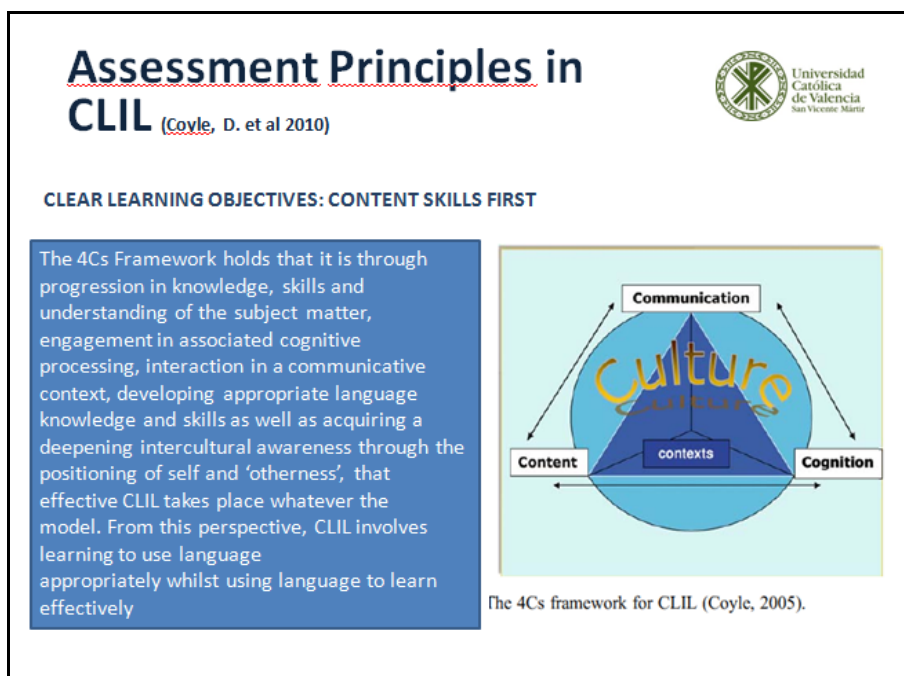 Assessment Principles in
CLIL (Coyle, D. et al 2010)
Universidad
Católica
de Valencia
San Vicente Mártir
CLEAR LEARNING OBJECTIVES: CONTENT SKILLS FIRST
The 4Cs Framework holds that it is through
progression in knowledge, skills and
understanding of the subject matter,
engagement in associated cognitive
processing, interaction in a communicative
context, developing appropriate language
knowledge and skills as well as acquiring a
deepening intercultural awareness through the
positioning of self and ‘otherness’, that
effective CLIL takes place whatever the
model. From this perspective, CLIL involves
learning to use language
appropriately whilst using language to learn
effectively
Communication
Culture
contexts
Content
Cognition
The 4Cs framework for CLIL (Coyle, 2005).